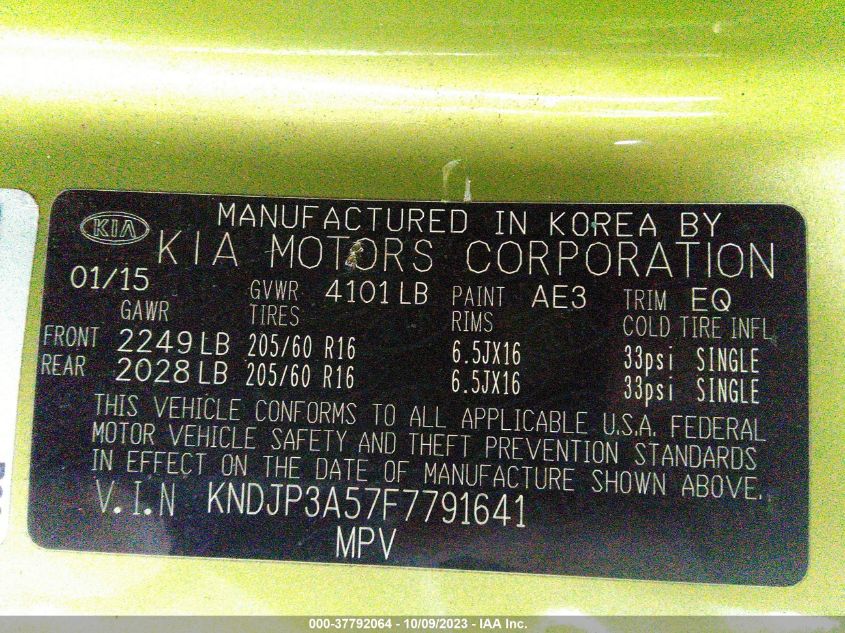 MANUFACTURED IN KOREA BY
KIA KIA MOTORS CORPORATION
01/15 GVWR 4101 LB PAINT AE3 TRIM EQ
GAWR TIRES RIMS COLD TIRE INFL
FRONT 2249 LB 205/60 R16 6.5JX16 33psi SINGLE
REAR 2028 LB 205/60 R16 6.5JX16 33psi SINGLE
THIS VEHICLE CONFORMS TO ALL APPLICABLE U.S.A. FEDERAL
MOTOR VEHICLE SAFETY AND THEFT PREVENTION STANDARDS
IN EFFECT ON THE DATE OF MANUFACTURE SHOWN ABOVE.
V.I.N KNDJP3A57F7791641
MPV
000-37792064 - 10/09/2023 - IAA Inc.